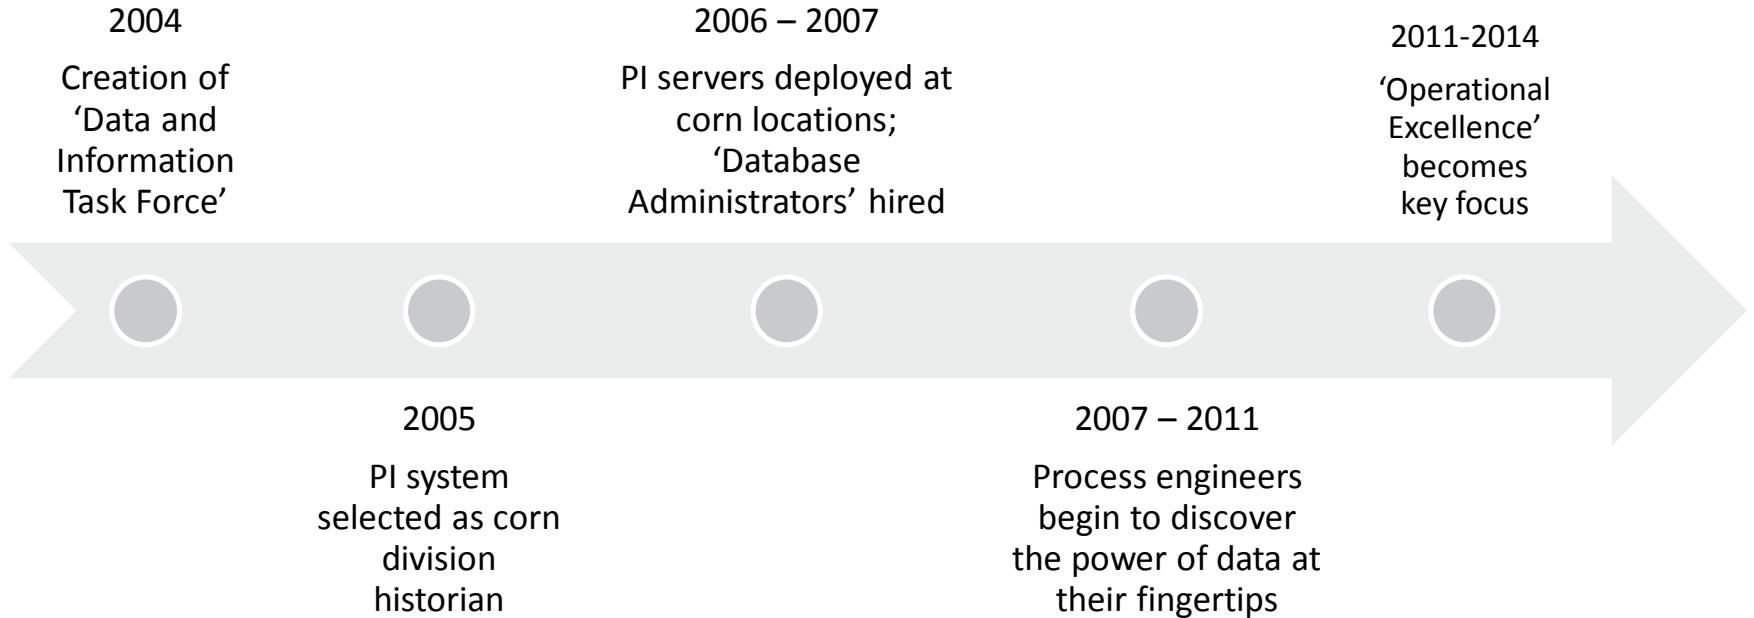 2004
Creation of
‘Data and
Information
Task Force’
2005
PI system
selected as corn
division
historian
2006 – 2007
PI servers deployed at
corn locations;
‘Database
Administrators’ hired
2007 – 2011
Process engineers
begin to discover
the power of data at
their fingertips
2011-2014
‘Operational
Excellence’
becomes
key focus